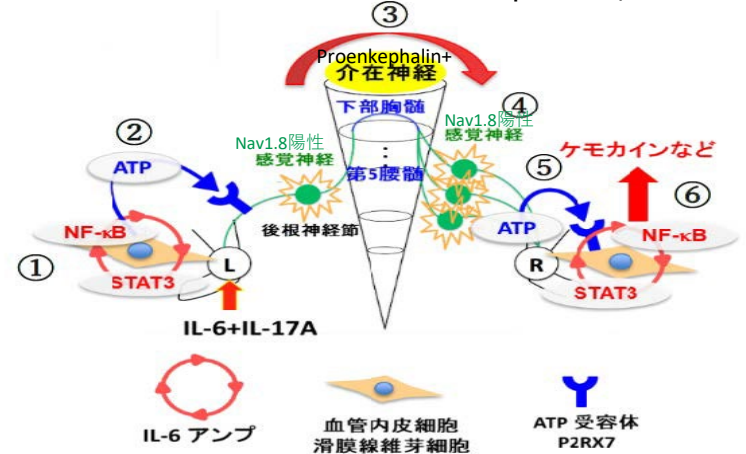 ③
Proenkephalin+
介在神経
下部胸髄
④
Nav1.8陽性
感覚神経
②
ATP
Nav1.8陽性
感覚神経
⋮
第5腰髄
⑤
ケモカインなど
⑥
後根神経節
ATP
NF-κB
NF-κB
①
STAT3
L
R
STAT3
IL-6+IL-17A
IL-6 アンプ
血管内皮細胞
滑膜線維芽細胞
ATP 受容体
P2RX7